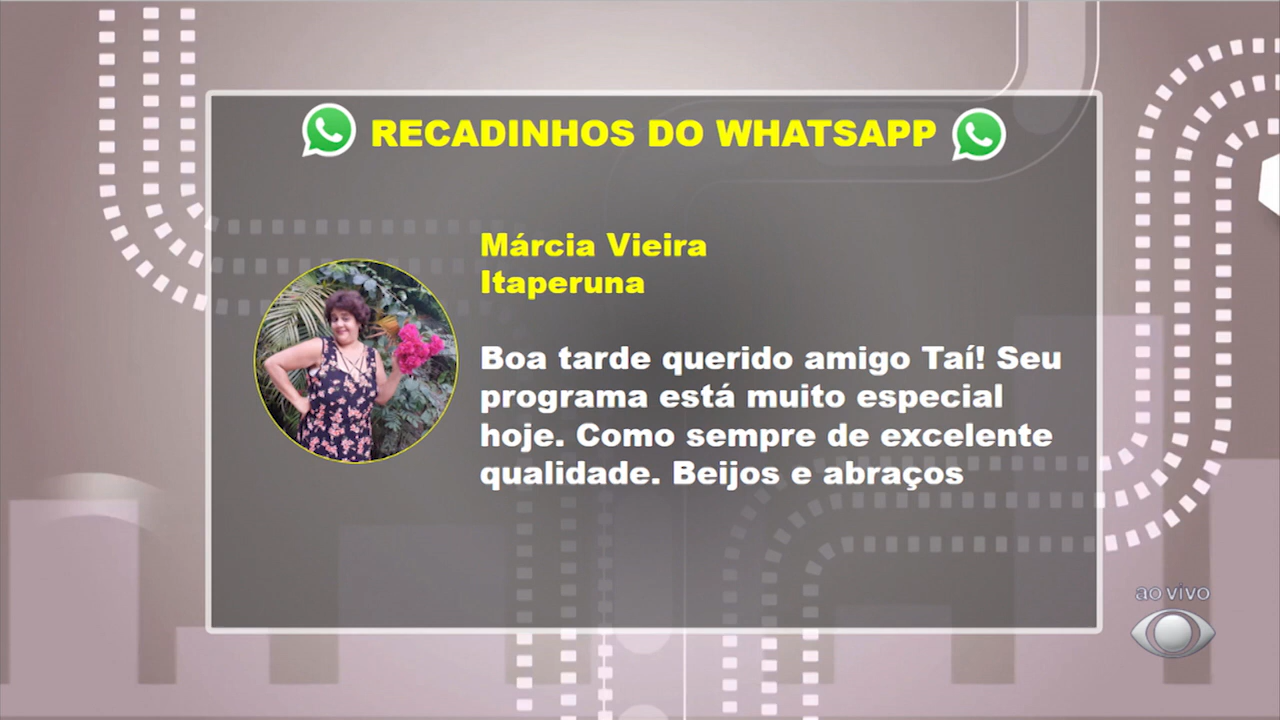 RECADINHOS DO WHATSAPP
Márcia Vieira
Itaperuna
Boa tarde querido amigo Taí! Seu
programa está muito especial
hoje. Como sempre de excelente
qualidade. Beijos e abraços
ao vivo